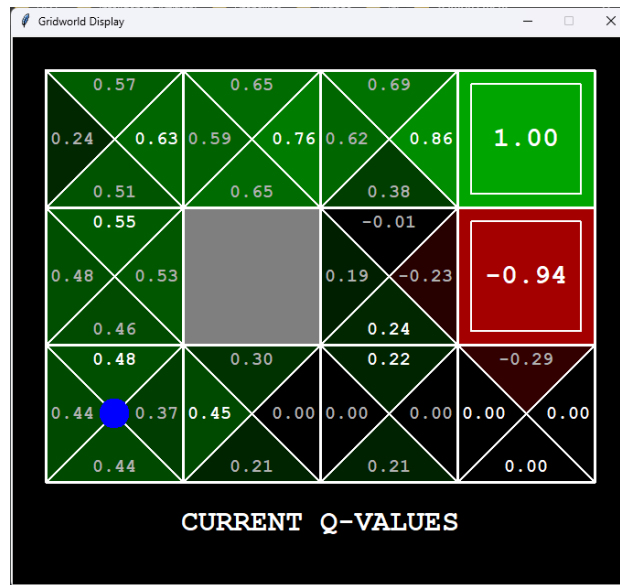 Gridworld Display
0.57 0.65 0.69
0.24 0.63 0.59 0.76 0.62 0.86 1.00
0.51 0.65 0.38
0.55 -0.01
0.48 0.53 0.19 -0.23 -0.94
0.46 0.24
0.48 0.30 0.22 -0.29
0.44 0.37 0.45 0.00 0.00 0.00 0.00 0.00
0.44 0.21 0.21 0.00
CURRENT Q-VALUES